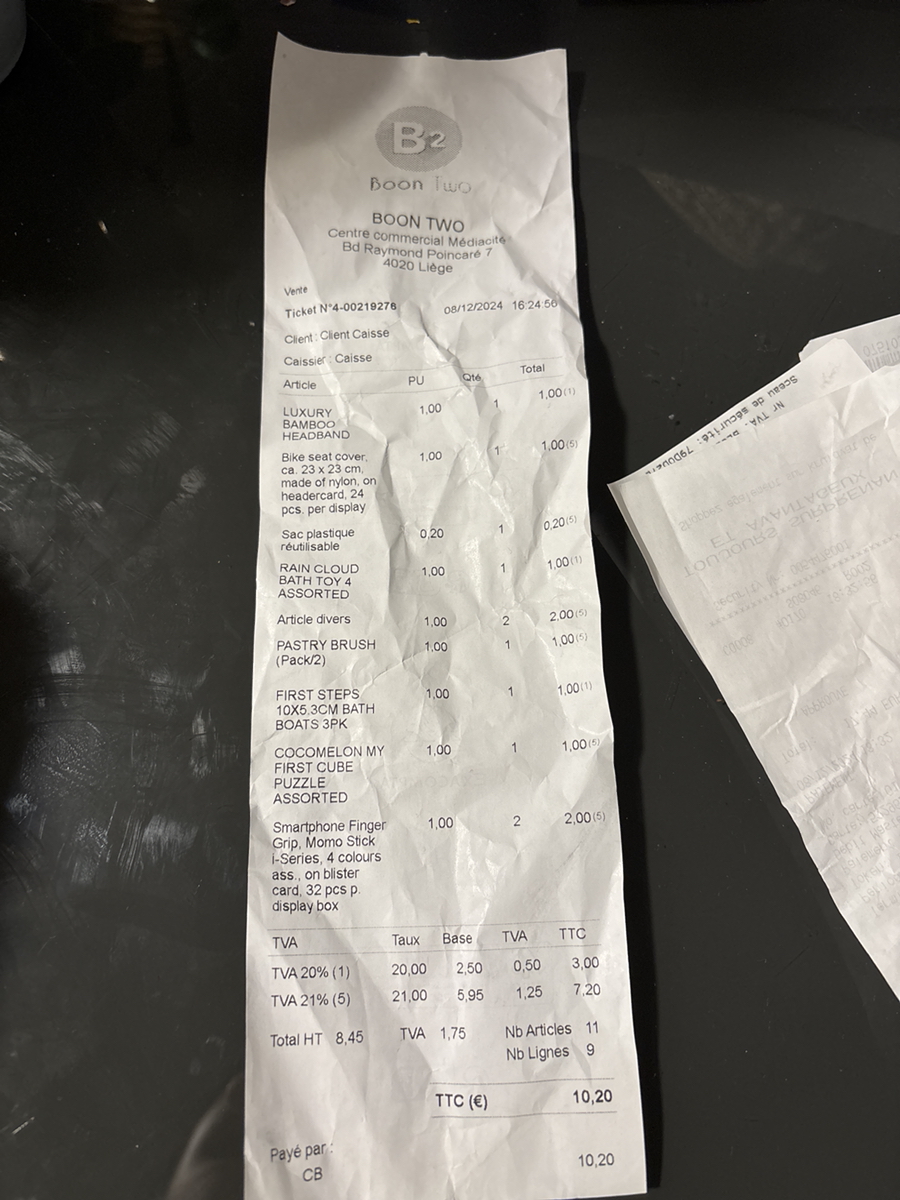 B2
Boon Two
BOON TWO
Centre commercial Médiacité
Bd Raymond Poincaré 7
4020 Liège
Vente
Ticket N°4-00219276 08/12/2024 16:24:56
Client : Client Caisse
Caissier : Caisse
Article PU Qté Total
LUXURY 1,00 1 1,00(1)
BAMBOO
HEADBAND
Bike seat cover, 1,00 1 1,00(5)
ca. 23 x 23 cm,
made of nylon, on
headercard, 24
pcs. per display
Sac plastique 0,20 1 0,20(5)
réutilisable
RAIN CLOUD 1,00 1 1,00(1)
BATH TOY 4
ASSORTED
Article divers 1,00 2 2,00(5)
PASTRY BRUSH 1,00 1 1,00(5)
(Pack/2)
FIRST STEPS 1,00 1 1,00(1)
10X5.3CM BATH
BOATS 3PK
COCOMELON MY 1,00 1 1,00(5)
FIRST CUBE
PUZZLE
ASSORTED
Smartphone Finger 1,00 2 2,00(5)
Grip, Momo Stick
i-Series, 4 colours
ass., on blister
card, 32 pcs p.
display box
TVA Taux Base TVA TTC
TVA 20% (1) 20,00 2,50 0,50 3,00
TVA 21% (5) 21,00 5,95 1,25 7,20
Total HT 8,45 TVA 1,75 Nb Articles 11
Nb Lignes 9
TTC (€) 10,20
Payé par :
CB 10,20
Sceau de sécurité:
Nr TVA
TOUJOURS SURPRENANT
ET AVANTAGEUX